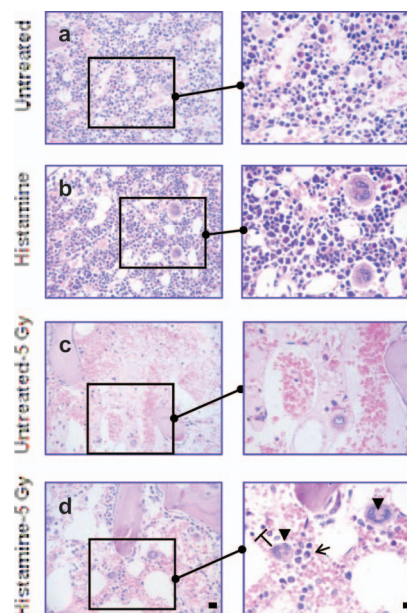 Untreated
a
Histamine
b
Untreated-5 Gy
c
Histamine-5 Gy
d